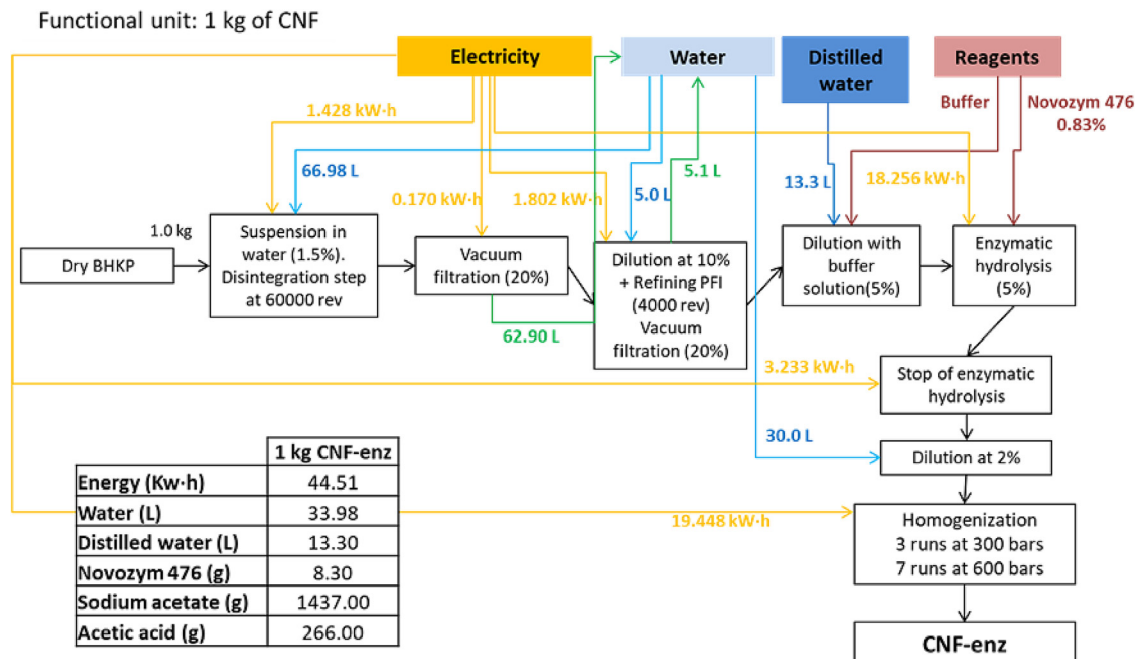 Functional unit: 1 kg of CNF
Electricity
Water
Distilled
water
Reagents
Buffer
Novozym 476
0.83%
1.428 kW·h
66.98 L
0.170 kW·h
1.802 kW·h
5.0 L
5.1 L
13.3 L
18.256 kW·h
1.0 kg
Dry BHKP
Suspension in
water (1.5%).
Disintegration step
at 60000 rev
Vacuum
filtration (20%)
62.90 L
Dilution at 10%
+ Refining PFI
(4000 rev)
Vacuum
filtration (20%)
Dilution with
buffer
solution(5%)
Enzymatic
hydrolysis
(5%)
3.233 kW·h
Stop of enzymatic
hydrolysis
30.0 L
Dilution at 2%
19.448 kW·h
Homogenization
3 runs at 300 bars
7 runs at 600 bars
CNF-enz
1 kg CNF-enz
Energy (Kw·h) 44.51
Water (L) 33.98
Distilled water (L) 13.30
Novozym 476 (g) 8.30
Sodium acetate (g) 1437.00
Acetic acid (g) 266.00